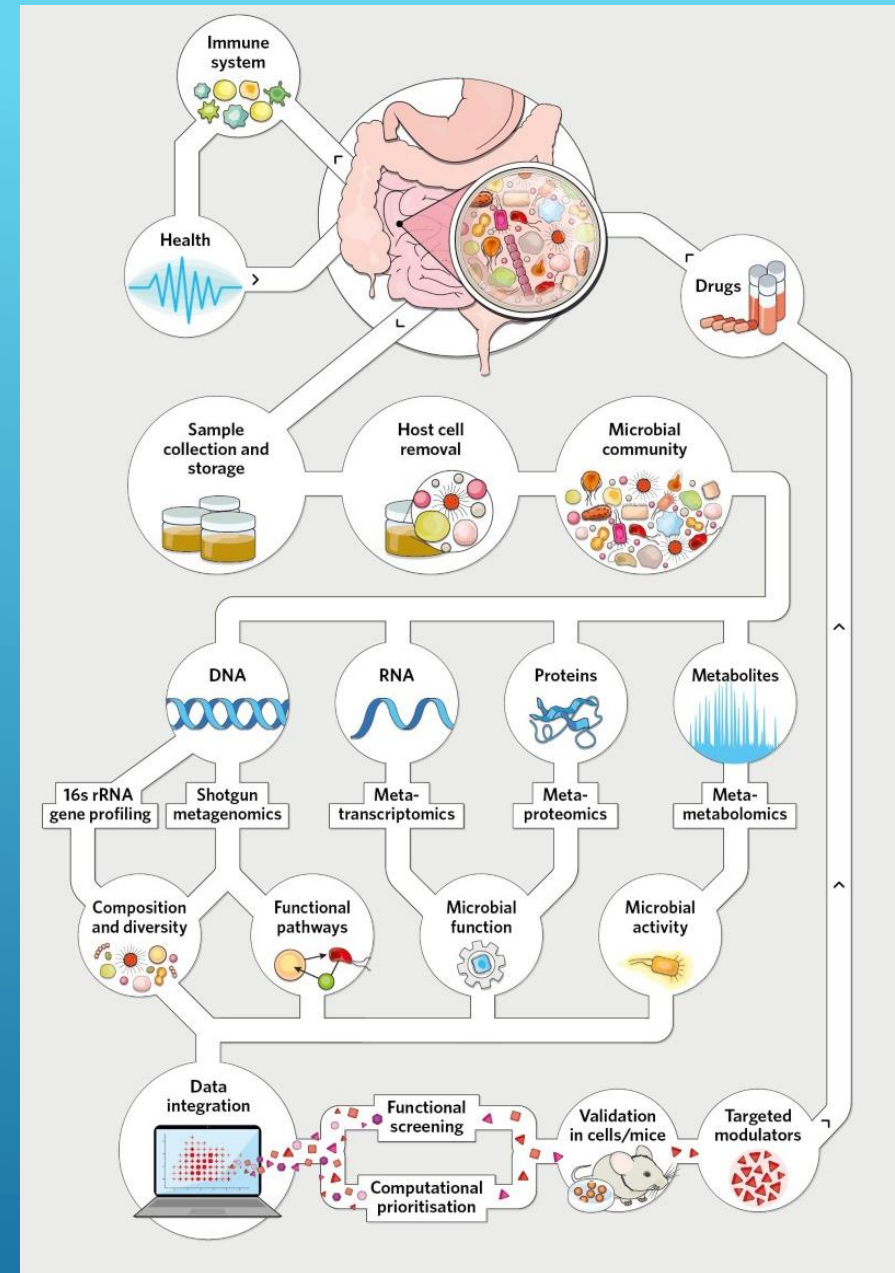 Immune
system
Health
Drugs
Sample
collection and
storage
Host cell
removal
Microbial
community
DNA
RNA
Proteins
Metabolites
16s rRNA
gene profiling
Shotgun
metagenomics
Meta-
transcriptomics
Meta-
proteomics
Meta-
metabolomics
Composition
and diversity
Functional
pathways
Microbial
function
Microbial
activity
Data
integration
Functional
screening
Computational
prioritisation
Validation
in cells/mice
Targeted
modulators